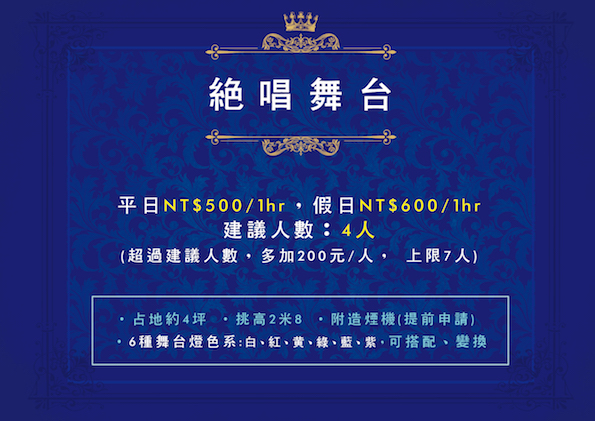 絕唱舞台
平日NT$500/1hr，假日NT$600/1hr
建議人數：4人
(超過建議人數，多加200元/人， 上限7人)
・占地約4坪 ・挑高2米8 ・附造煙機(提前申請)
・6種舞台燈色系:白、紅、黃、綠、藍、紫，可搭配、變換